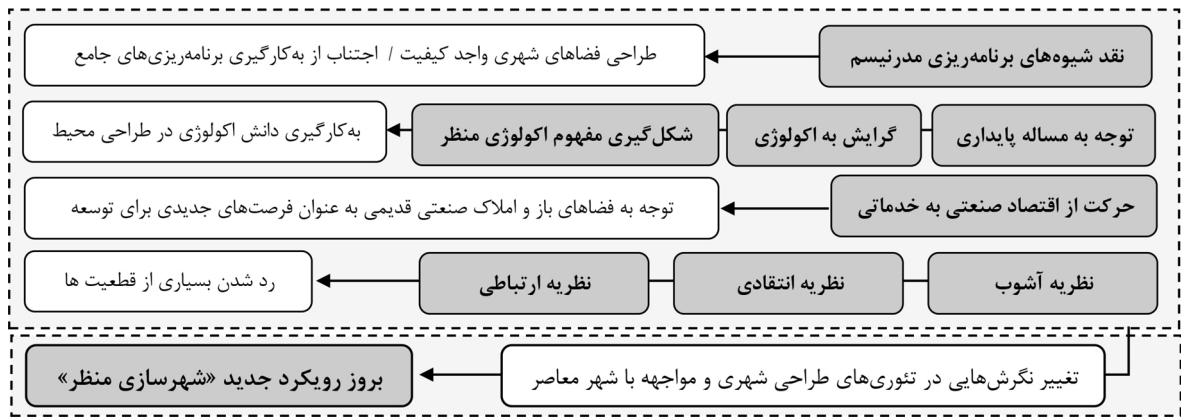 نقد شیوه‌های برنامه‌ریزی مدرنیسم
طراحی فضاهای شهری واجد کیفیت / اجتناب از به‌کارگیری برنامه‌ریزی‌های جامع
توجه به مساله پایداری
گرایش به اکولوژی
شکل‌گیری مفهوم اکولوژی منظر
به‌کارگیری دانش اکولوژی در طراحی محیط
حرکت از اقتصاد صنعتی به خدماتی
توجه به فضاهای باز و املاک صنعتی قدیمی به عنوان فرصت‌های جدیدی برای توسعه
نظریه آشوب
نظریه انتقادی
نظریه ارتباطی
رد شدن بسیاری از قطعیت ها
تغییر نگرش‌هایی در تئوری‌های طراحی شهری و مواجهه با شهر معاصر
بروز رویکرد جدید «شهرسازی منظر»